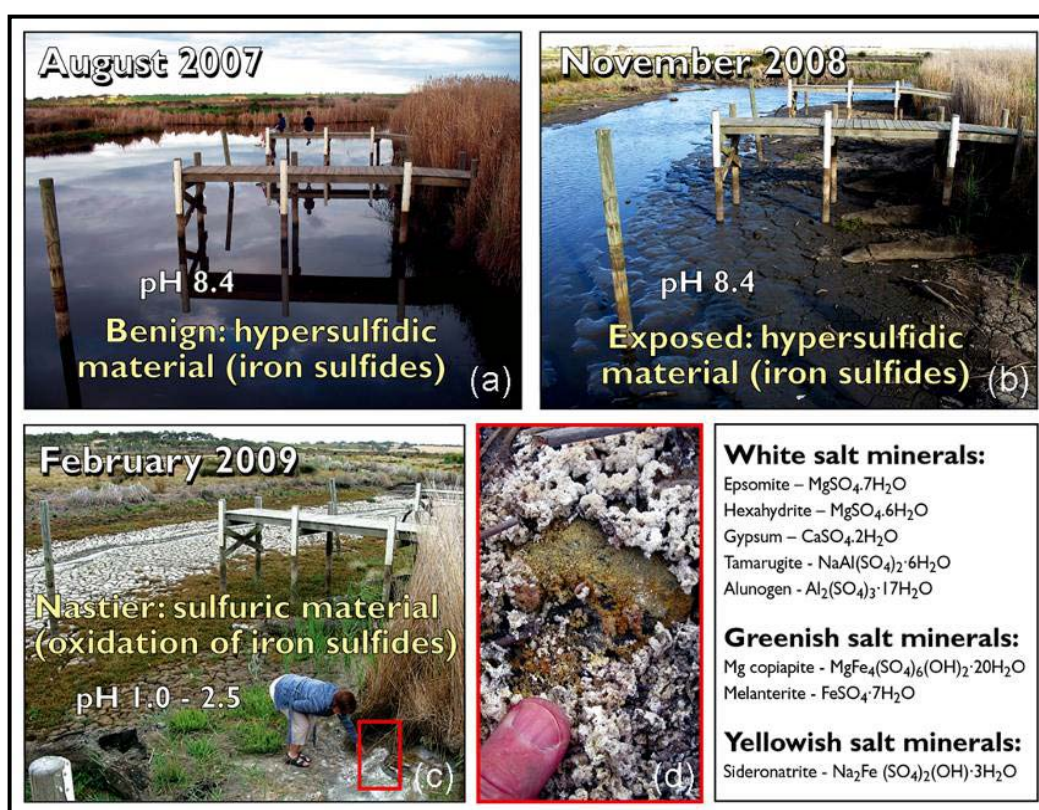 August 2007
pH 8.4
Benign: hypersulfidic
material (iron sulfides)
(a)
November 2008
pH 8.4
Exposed: hypersulfidic
material (iron sulfides)
(b)
February 2009
Nastier: sulfuric material
(oxidation of iron sulfides)
pH 1.0 - 2.5
(c)
(d)
White salt minerals:
Epsomite – MgSO4.7H2O
Hexahydrite – MgSO4.6H2O
Gypsum – CaSO4.2H2O
Tamarugite - NaAl(SO4)2·6H2O
Alunogen - Al2(SO4)3·17H2O
Greenish salt minerals:
Mg copiapite - MgFe4(SO4)6(OH)2·20H2O
Melanterite - FeSO4·7H2O
Yellowish salt minerals:
Sideronatrite - Na2Fe (SO4)2(OH)·3H2O